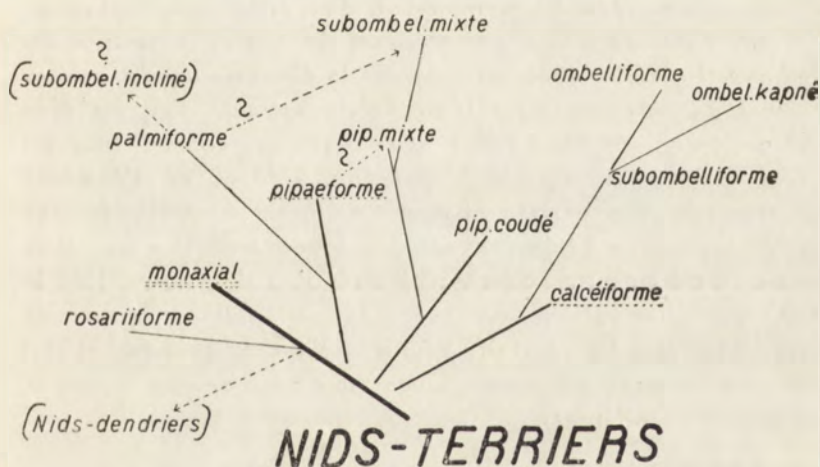 subombel.mixte
?
(subombel.incliné)
ombelliforme
ombel.kapné
?
palmiforme
pip.mixte
?
pipaeforme
subombelliforme
pip.coudé
monaxial
calcéiforme
rosariiforme
(Nids-dendriers)
NIDS-TERRIERS